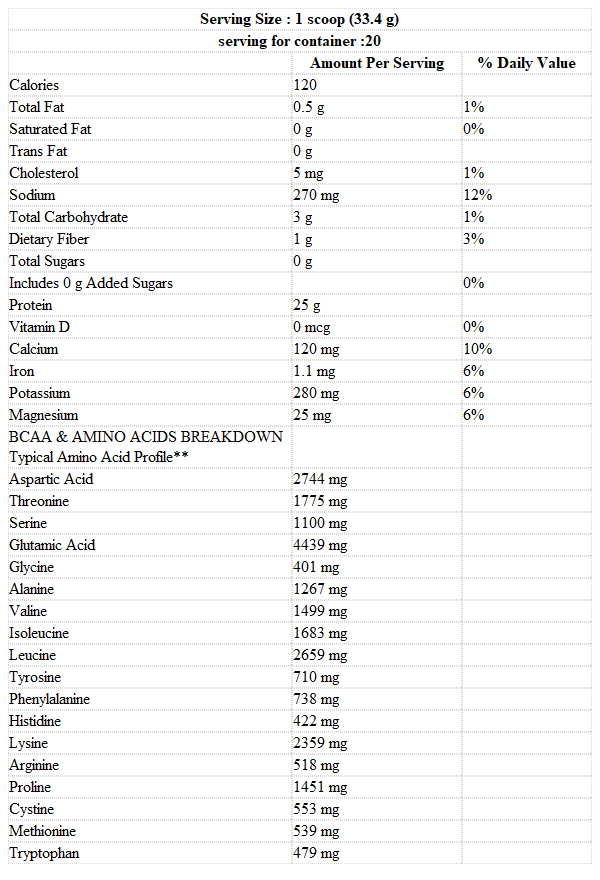 Serving Size : 1 scoop (33.4 g)
serving for container :20
Amount Per Serving % Daily Value
Calories 120
Total Fat 0.5 g 1%
Saturated Fat 0 g 0%
Trans Fat 0 g
Cholesterol 5 mg 1%
Sodium 270 mg 12%
Total Carbohydrate 3 g 1%
Dietary Fiber 1 g 3%
Total Sugars 0 g
Includes 0 g Added Sugars 0%
Protein 25 g
Vitamin D 0 mcg 0%
Calcium 120 mg 10%
Iron 1.1 mg 6%
Potassium 280 mg 6%
Magnesium 25 mg 6%
BCAA & AMINO ACIDS BREAKDOWN
Typical Amino Acid Profile**
Aspartic Acid 2744 mg
Threonine 1775 mg
Serine 1100 mg
Glutamic Acid 4439 mg
Glycine 401 mg
Alanine 1267 mg
Valine 1499 mg
Isoleucine 1683 mg
Leucine 2659 mg
Tyrosine 710 mg
Phenylalanine 738 mg
Histidine 422 mg
Lysine 2359 mg
Arginine 518 mg
Proline 1451 mg
Cystine 553 mg
Methionine 539 mg
Tryptophan 479 mg